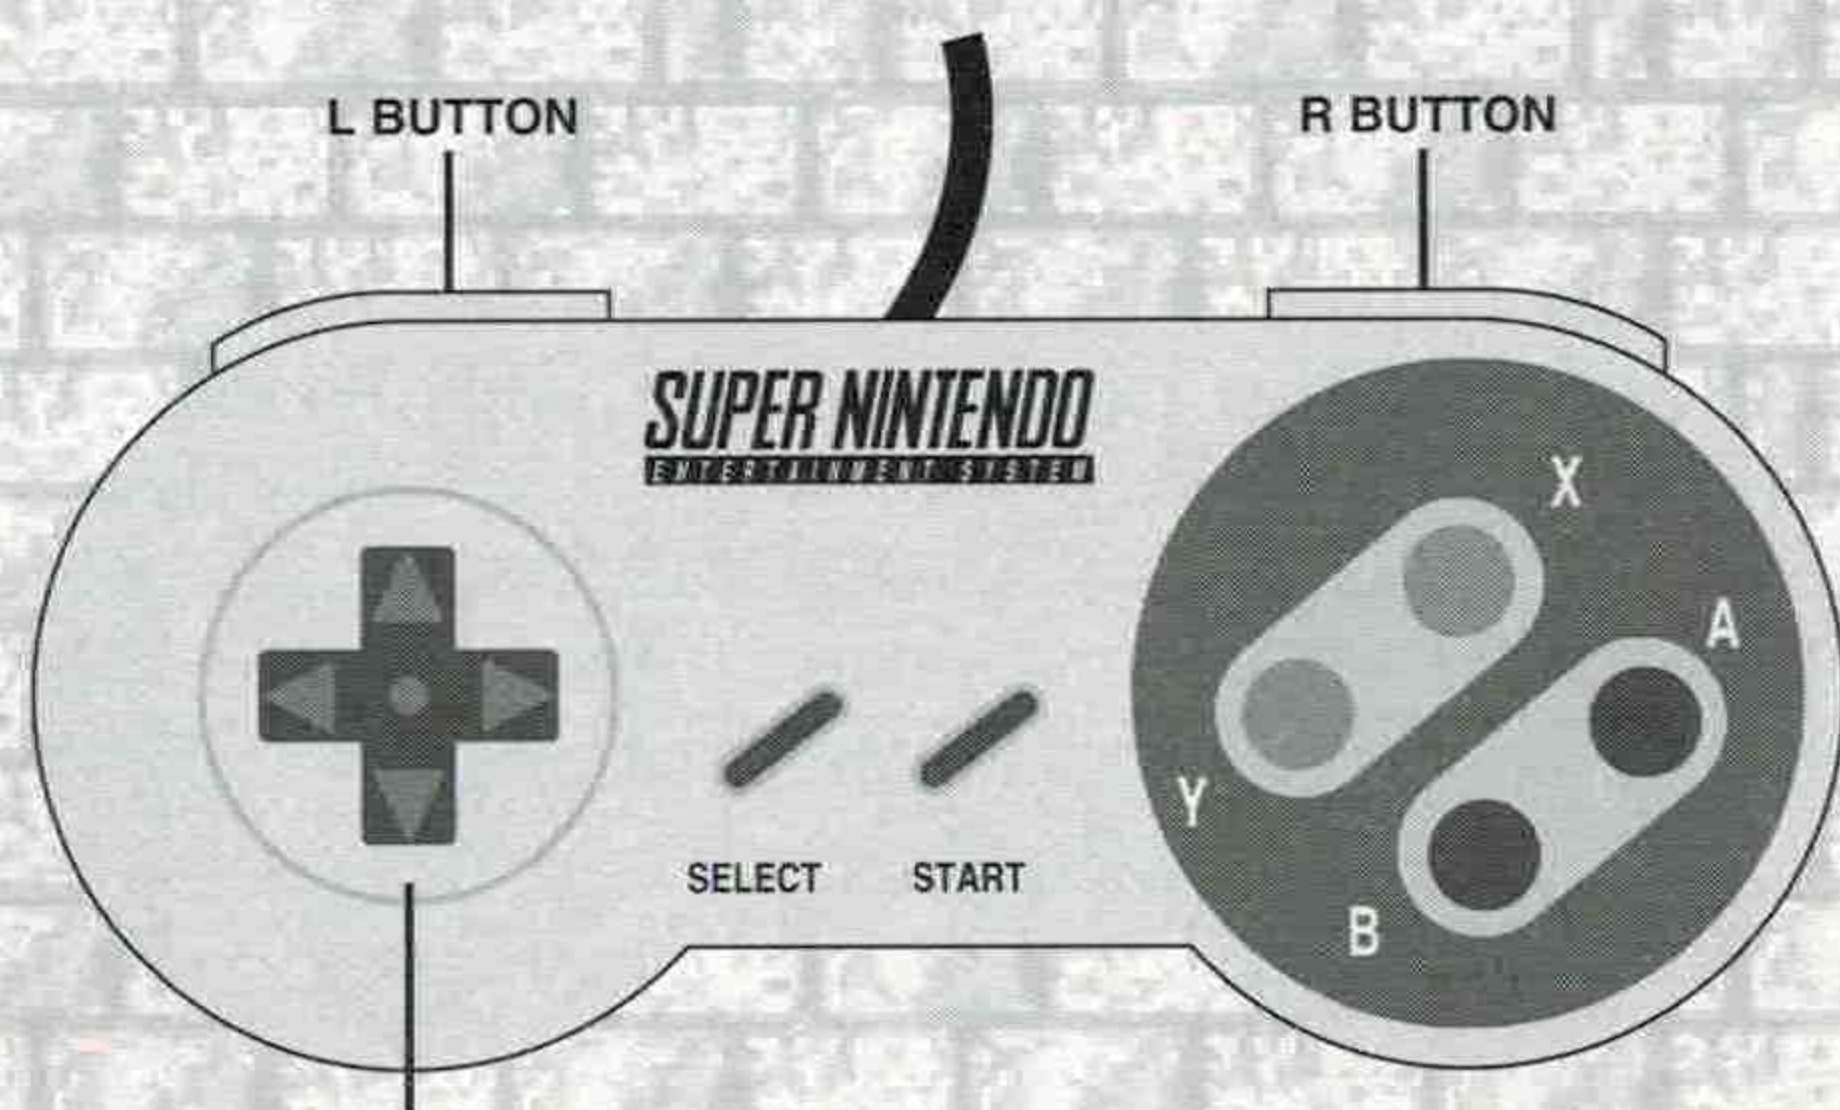 L BUTTON
R BUTTON
SUPER NINTENDO
ENTERTAINMENT SYSTEM
X
A
Y
B
SELECT
START